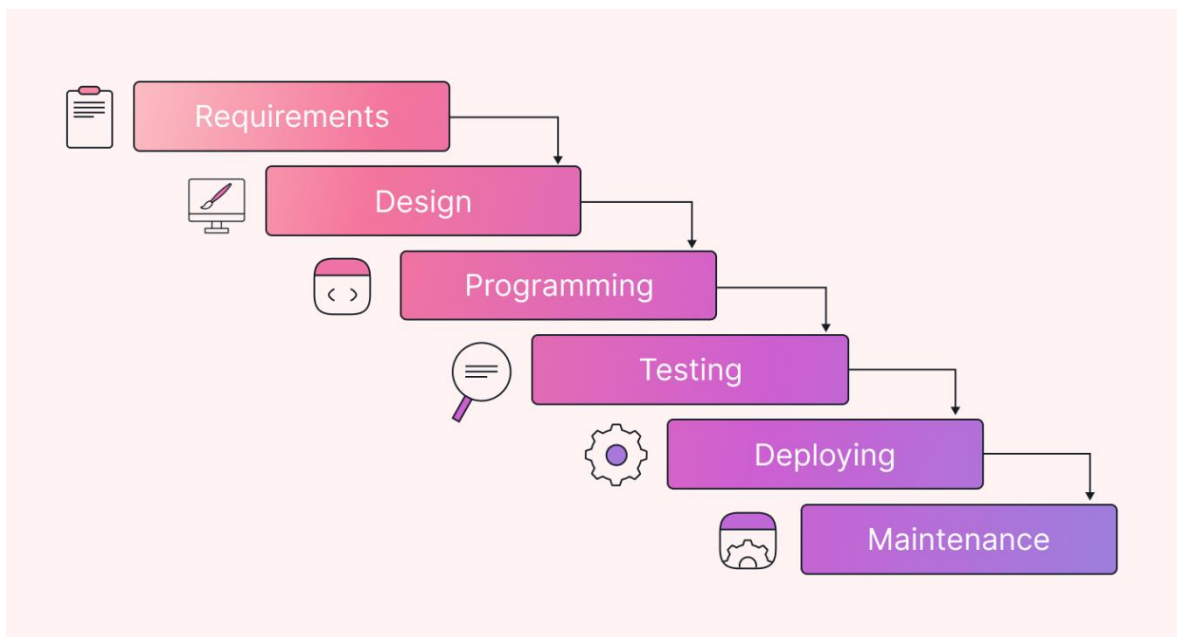 Requirements
Design
Programming
Testing
Deploying
Maintenance